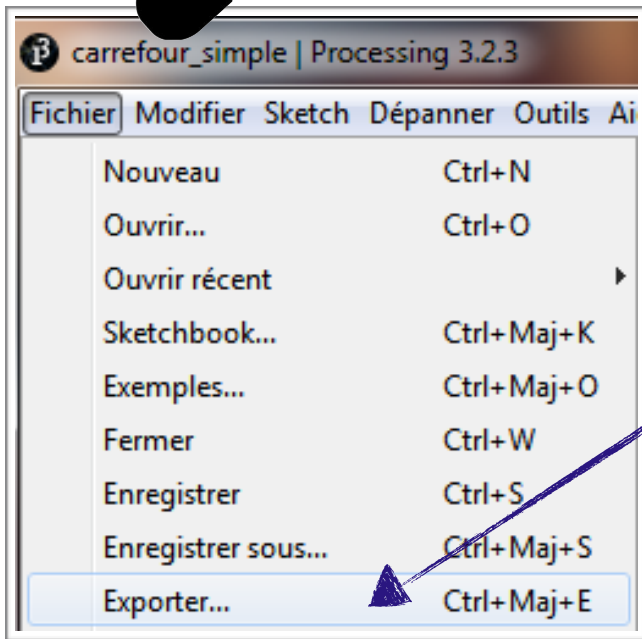 carrefour_simple | Processing 3.2.3
Fichier Modifier Sketch Dépanner Outils Ai
Nouveau Ctrl+N
Ouvrir... Ctrl+O
Ouvrir récent
Sketchbook... Ctrl+Maj+K
Exemples... Ctrl+Maj+O
Fermer Ctrl+W
Enregistrer Ctrl+S
Enregistrer sous... Ctrl+Maj+S
Exporter... Ctrl+Maj+E